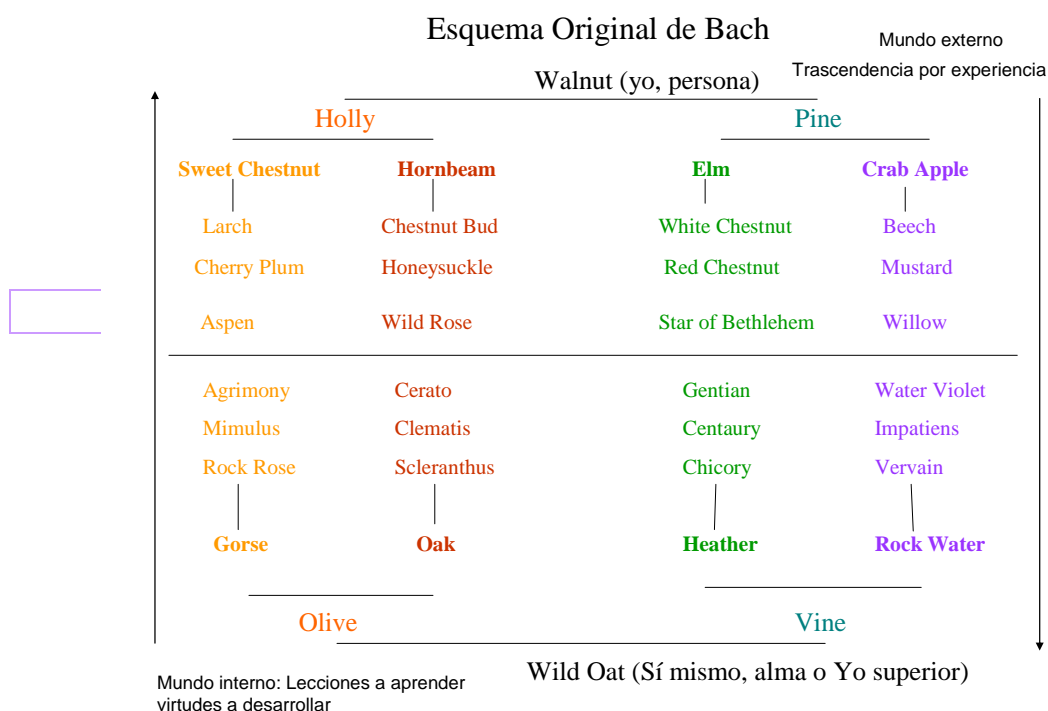 Esquema Original de Bach
Mundo externo
Trascendencia por experiencia
Walnut (yo, persona)
Holly Pine
Sweet Chestnut Hornbeam Elm Crab Apple
Larch Chestnut Bud White Chestnut Beech
Cherry Plum Honeysuckle Red Chestnut Mustard
Aspen Wild Rose Star of Bethlehem Willow
Agrimony Cerato Gentian Water Violet
Mimulus Clematis Centaury Impatiens
Rock Rose Scleranthus Chicory Vervain
Gorse Oak Heather Rock Water
Olive Vine
Wild Oat (Sí mismo, alma o Yo superior)
Mundo interno: Lecciones a aprender
virtudes a desarrollar